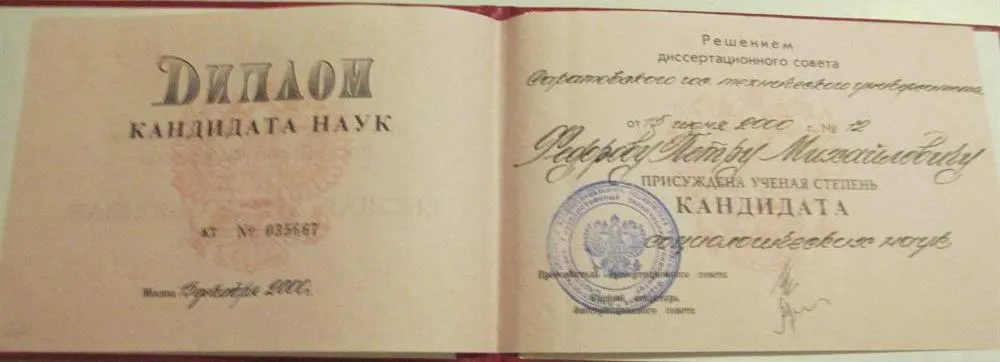 ДИПЛОМ
КАНДИДАТА НАУК
КТ № 035667
Москва декабря 2000г.
Решением
диссертационного совета
Саратовского гос. технического университета
от 15 июня 2000 г. № 12
Федорову Петру Михайловичу
ПРИСУЖДЕНА УЧЕНАЯ СТЕПЕНЬ
КАНДИДАТА
социологических наук
Председатель диссертационного совета
Ученый секретарь
диссертационного совета